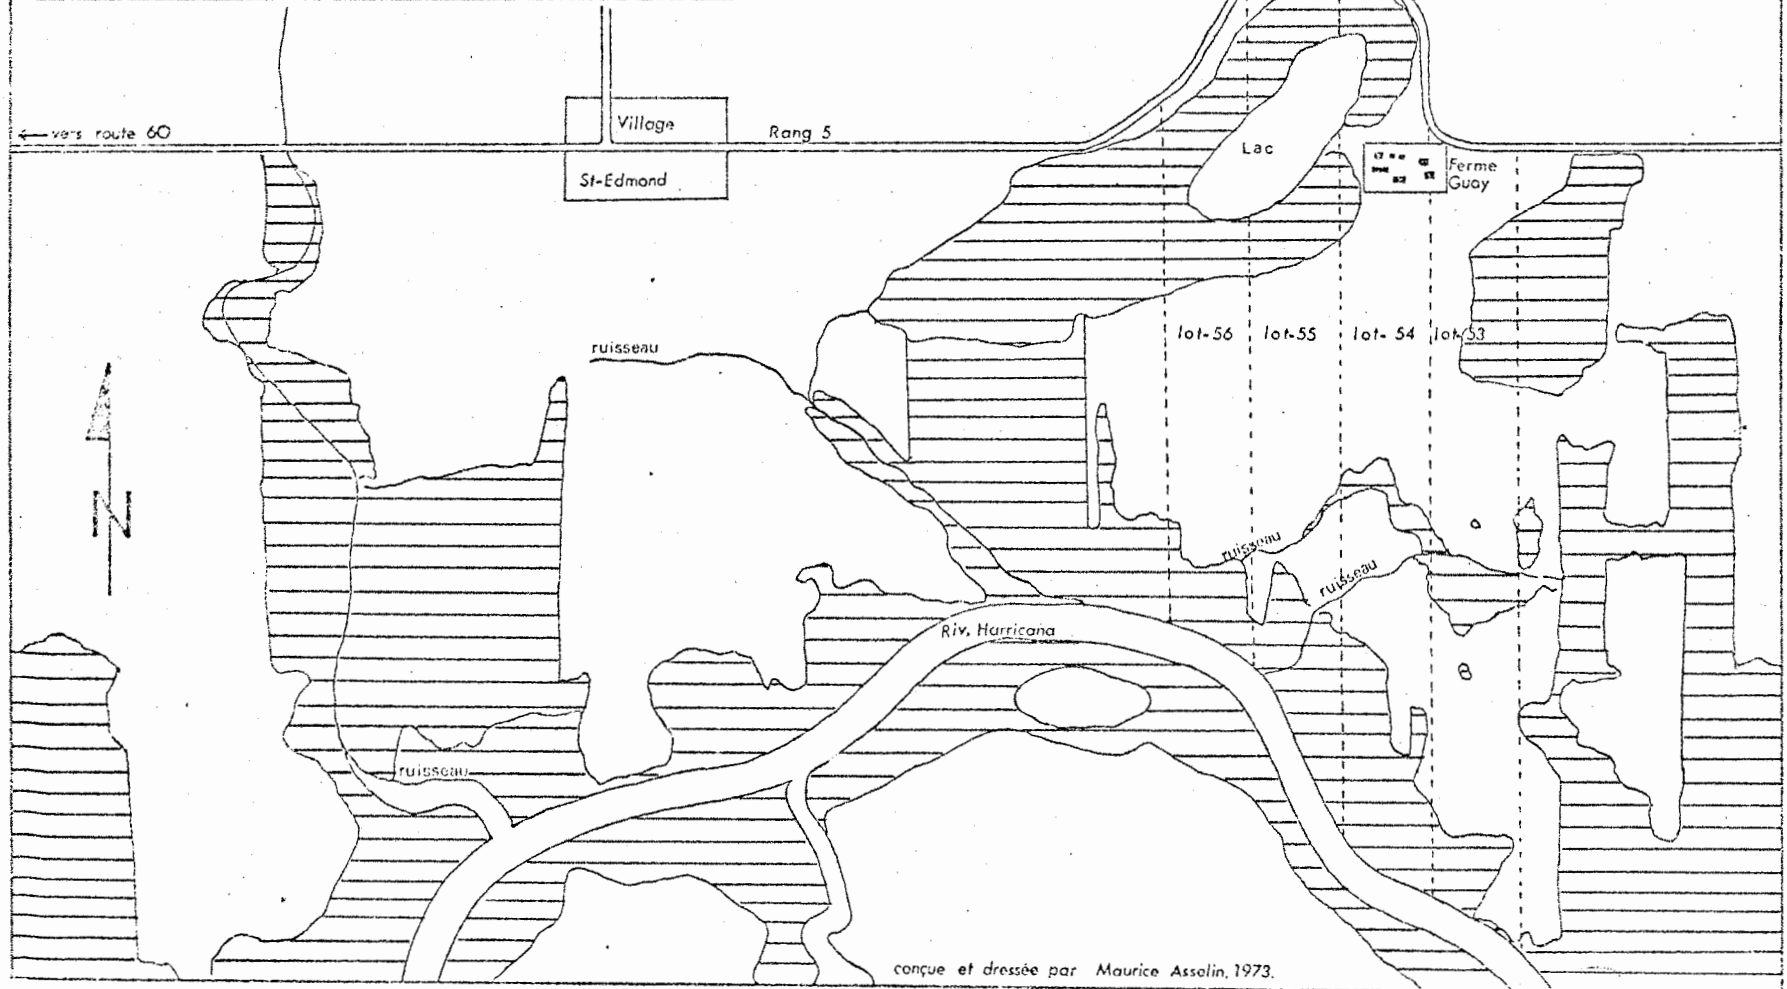 ←vers route 60
Village
Rang 5
St-Edmond
Lac
Ferme
Guay
lot-56
lot-55
lot-54
lot-53
ruisseau
N
ruisseau
ruisseau
Riv. Harricana
ruisseau
conçue et dressée par Maurice Asselin, 1973.